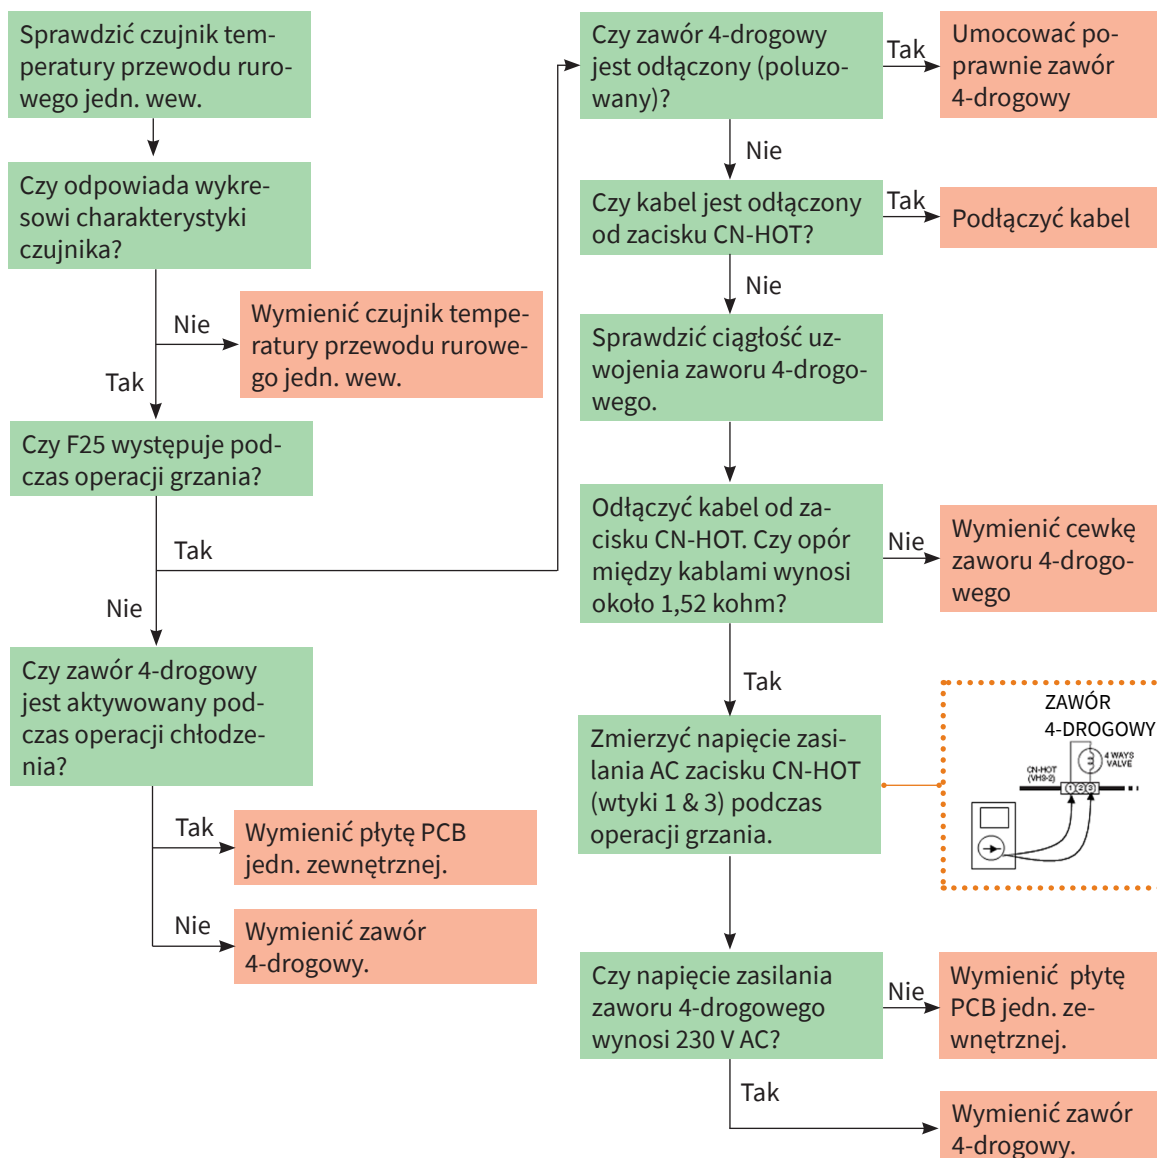 Sprawdzić czujnik tem-
peratury przewodu ruro-
wego jedn. wew.
Czy odpowiada wykre-
sowi charakterystyki
czujnika?
Nie
Wymienić czujnik tempe-
ratury przewodu rurowe-
go jedn. wew.
Tak
Czy F25 występuje pod-
czas operacji grzania?
Tak
Nie
Czy zawór 4-drogowy
jest aktywowany pod-
czas operacji chłodze-
nia?
Tak
Wymienić płytę PCB
jedn. zewnętrznej.
Nie
Wymienić zawór
4-drogowy.
Czy zawór 4-drogowy
jest odłączony (poluzo-
wany)?
Tak
Umocować po-
prawnie zawór
4-drogowy
Nie
Czy kabel jest odłączony
od zacisku CN-HOT?
Tak
Podłączyć kabel
Nie
Sprawdzić ciągłość uz-
wojenia zaworu 4-drogo-
wego.
Odłączyć kabel od za-
cisku CN-HOT. Czy opór
między kablami wynosi
około 1,52 kohm?
Nie
Wymienić cewkę
zaworu 4-drogo-
wego
Tak
Zmierzyć napięcie zasi-
lania AC zacisku CN-HOT
(wtyki 1 & 3) podczas
operacji grzania.
ZAWÓR
4-DROGOWY
4 WAYS
VALVE
CN-HOT
(VH3-2)
1 2 3
Czy napięcie zasilania
zaworu 4-drogowego
wynosi 230 V AC?
Nie
Wymienić płytę
PCB jedn. ze-
wnętrznej.
Tak
Wymienić zawór
4-drogowy.